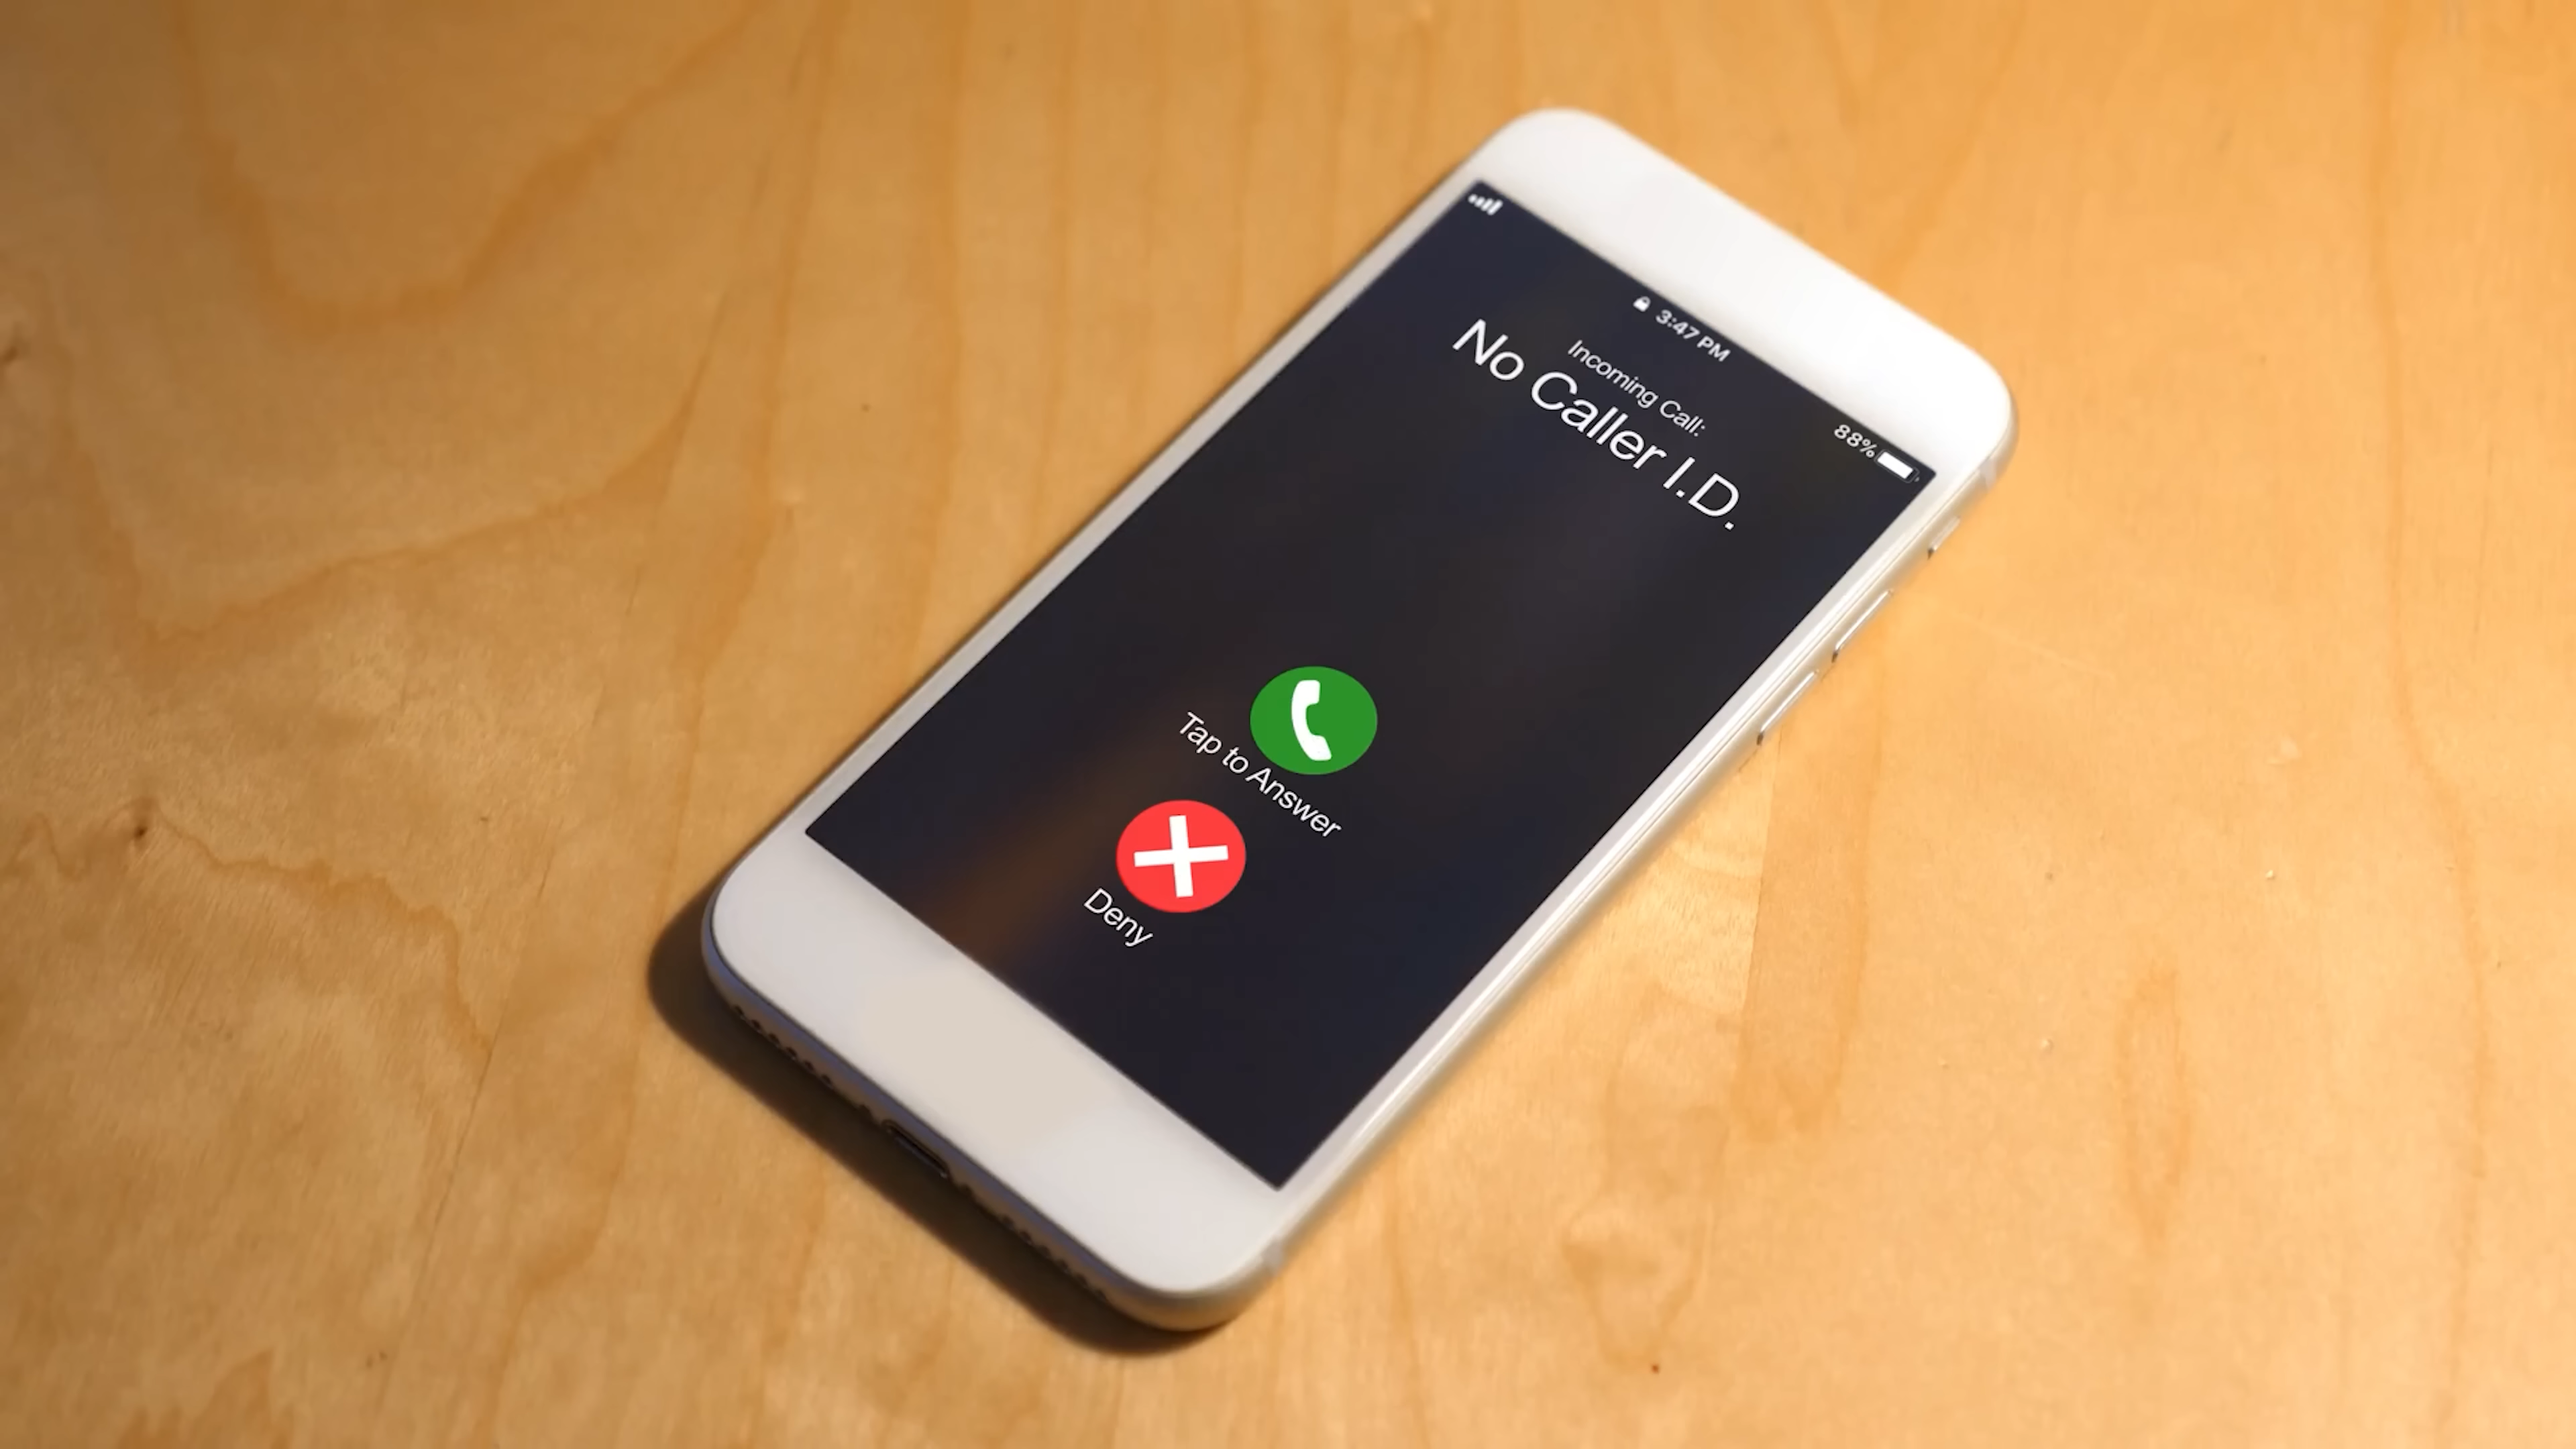 3:47 PM
88%
Incoming Call:
No Caller I.D.
Tap to Answer
Deny